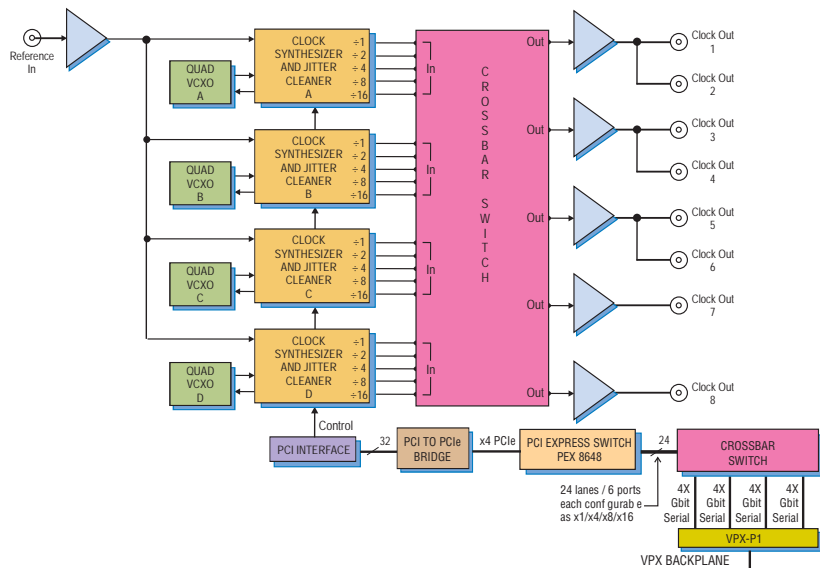 Reference
In
QUAD
VCXO
A
CLOCK
SYNTHESIZER
AND JITTER
CLEANER
A
÷1
÷ 2
÷ 4
÷ 8
÷16
In
QUAD
VCXO
B
CLOCK
SYNTHESIZER
AND JITTER
CLEANER
B
÷1
÷ 2
÷ 4
÷ 8
÷16
In
QUAD
VCXO
C
CLOCK
SYNTHESIZER
AND JITTER
CLEANER
C
÷1
÷ 2
÷ 4
÷ 8
÷16
In
QUAD
VCXO
D
CLOCK
SYNTHESIZER
AND JITTER
CLEANER
D
÷1
÷ 2
÷ 4
÷ 8
÷16
In
CROSSBAR SWITCH
Out
Clock Out
1
Clock Out
2
Out
Clock Out
3
Clock Out
4
Out
Clock Out
5
Clock Out
6
Out
Clock Out
7
Out
Clock Out
8
Control
PCI INTERFACE
32
PCI TO PCIe
BRIDGE
x4 PCIe
PCI EXPRESS SWITCH
PEX 8648
24
CROSSBAR
SWITCH
24 lanes / 6 ports
each conf gurab e
as x1/x4/x8/x16
4X
Gbit
Serial
4X
Gbit
Serial
4X
Gbit
Serial
4X
Gbit
Serial
VPX-P1
VPX BACKPLANE